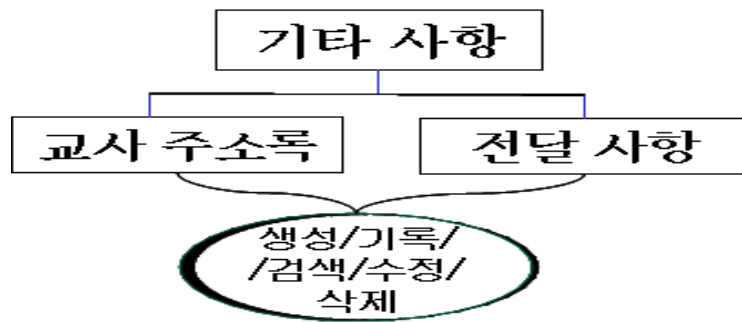 기타 사항
교사 주소록
전달 사항
생성/기록/
/검색/수정/
삭제